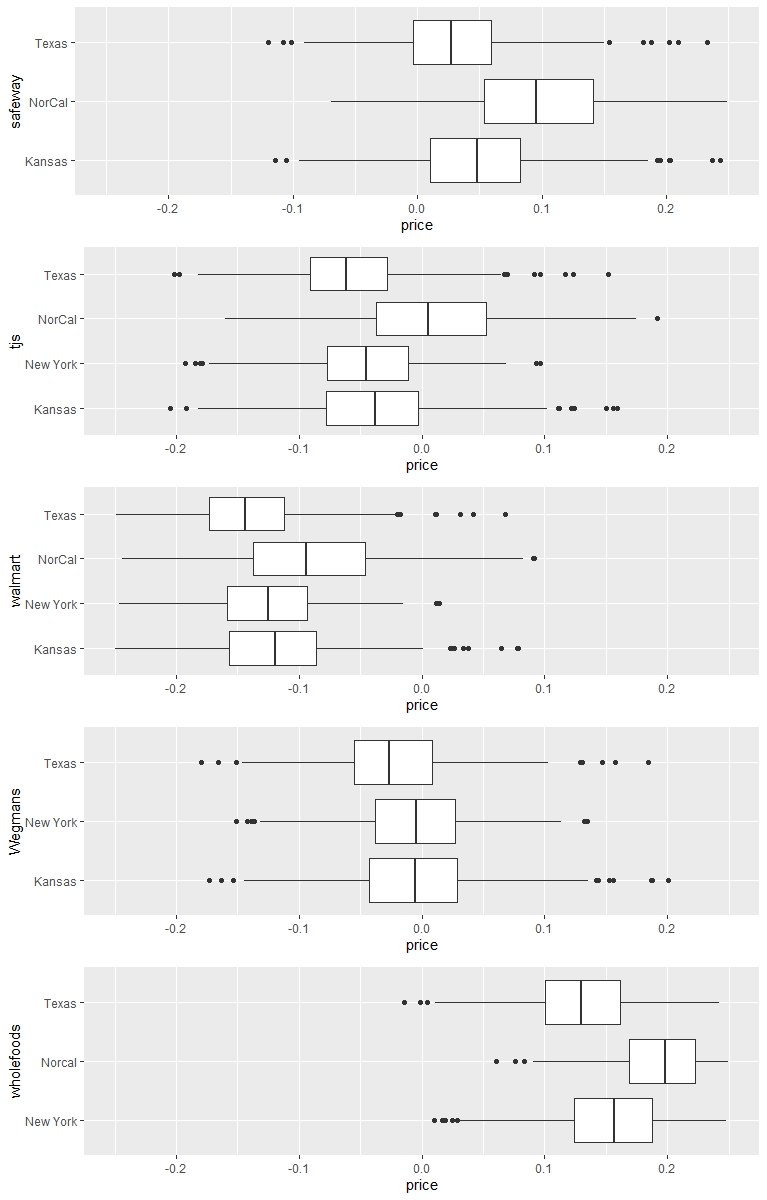 safeway
Texas
NorCal
Kansas
-0.2 -0.1 0.0 0.1 0.2
price
tjs
Texas
NorCal
New York
Kansas
-0.2 -0.1 0.0 0.1 0.2
price
walmart
Texas
NorCal
New York
Kansas
-0.2 -0.1 0.0 0.1 0.2
price
Wegmans
Texas
New York
Kansas
-0.2 -0.1 0.0 0.1 0.2
price
wholefoods
Texas
Norcal
New York
-0.2 -0.1 0.0 0.1 0.2
price